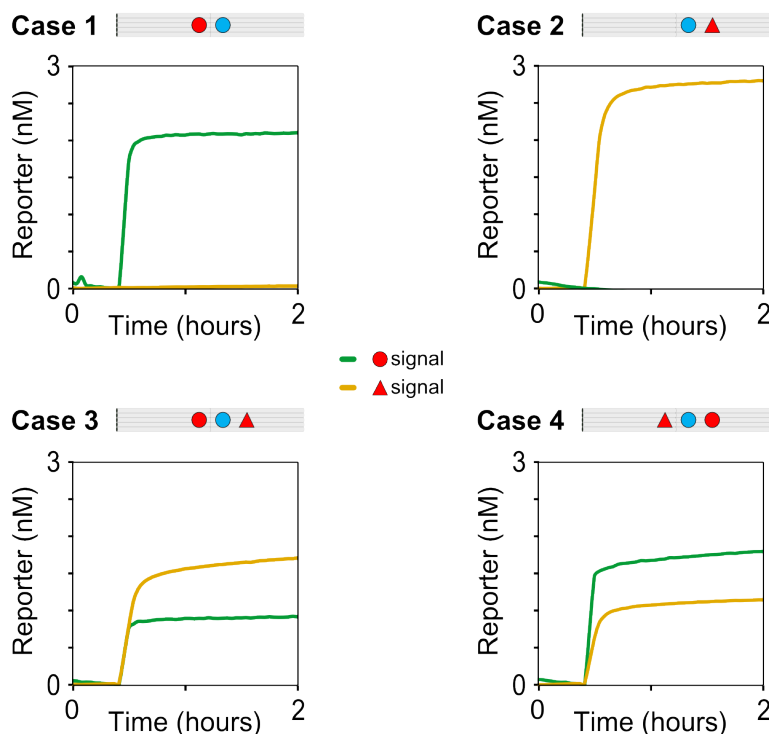 Case 1
Case 2
3
Reporter (nM)
0
0
Time (hours)
2
3
Reporter (nM)
0
0
Time (hours)
2
signal
signal
Case 3
Case 4
3
Reporter (nM)
0
0
Time (hours)
2
3
Reporter (nM)
0
0
Time (hours)
2